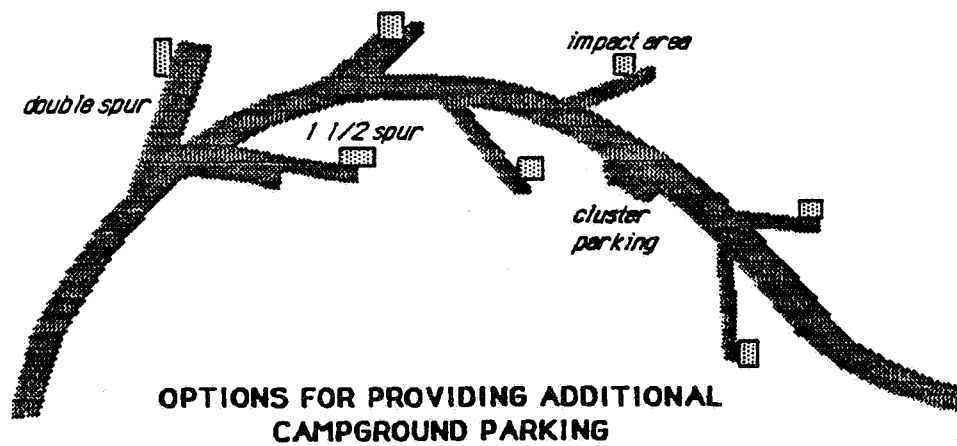 impact area
double spur
1 1/2 spur
cluster
parking
OPTIONS FOR PROVIDING ADDITIONAL
CAMPGROUND PARKING